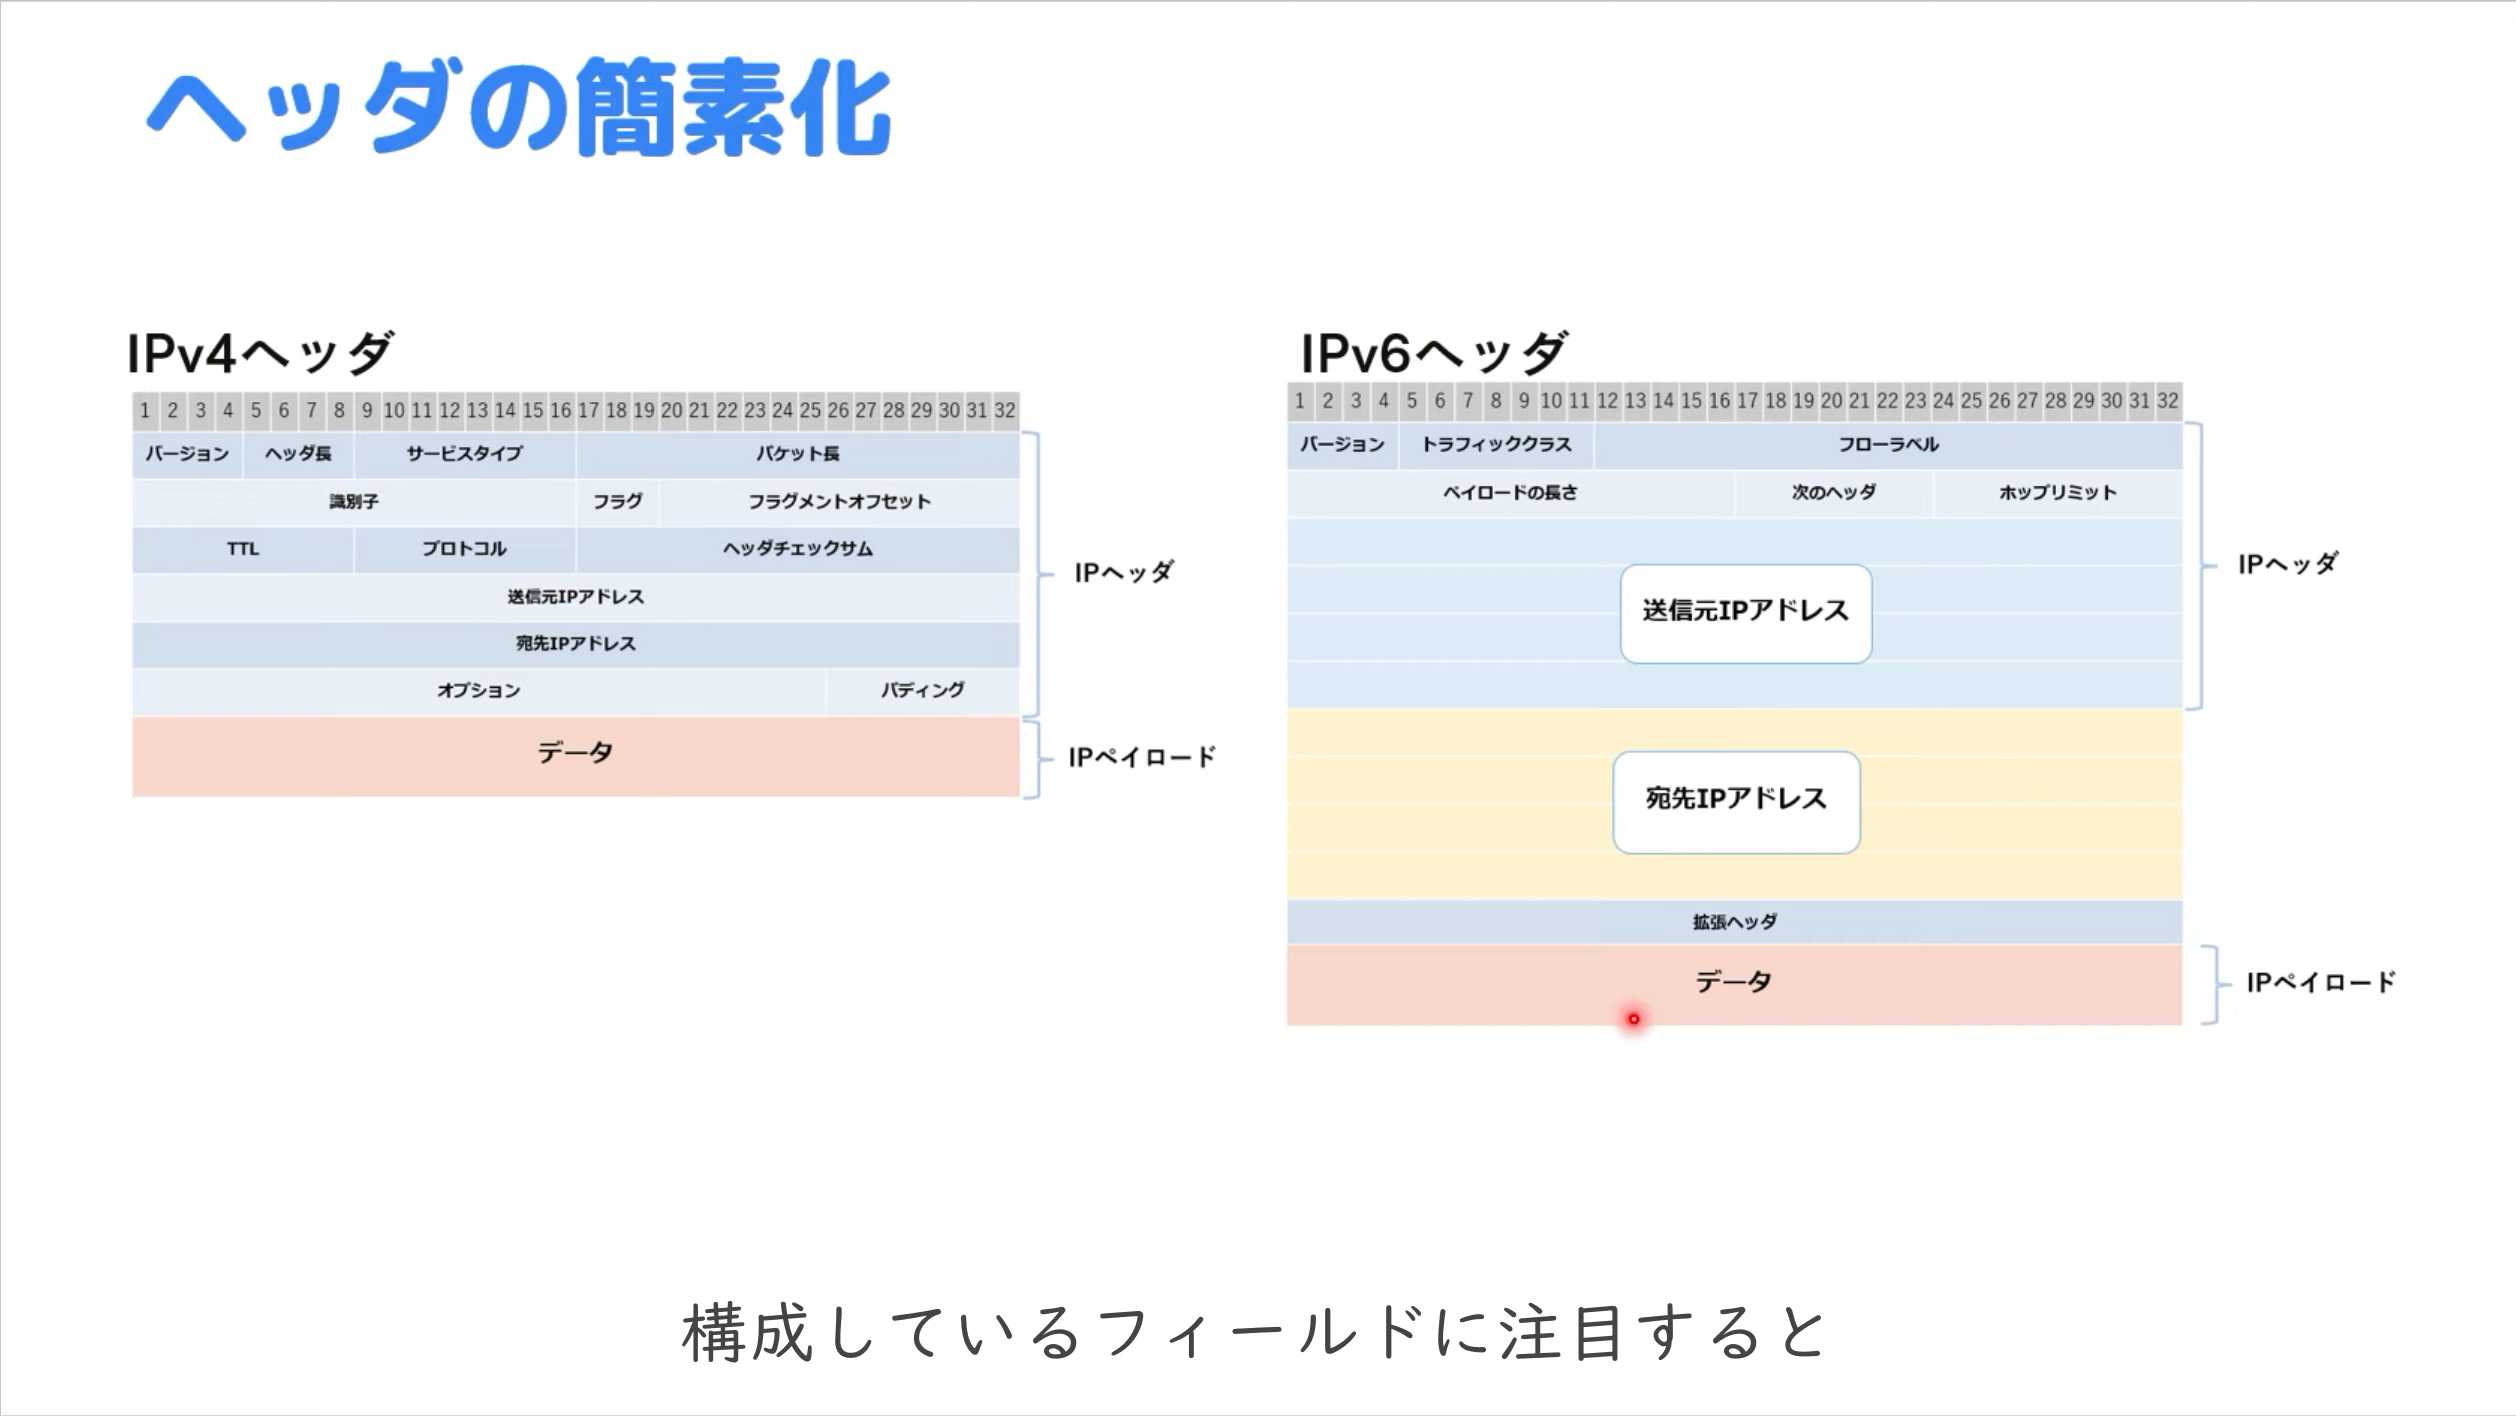 ヘッダの簡素化
IPv4ヘッダ
1 2 3 4 5 6 7 8 9 10 11 12 13 14 15 16 17 18 19 20 21 22 23 24 25 26 27 28 29 30 31 32
バージョン ヘッダ長 サービスタイプ パケット長
識別子 フラグ フラグメントオフセット
TTL プロトコル ヘッダチェックサム
送信元IPアドレス
宛先IPアドレス
オプション パディング
データ
IPヘッダ
IPペイロード
IPv6ヘッダ
1 2 3 4 5 6 7 8 9 10 11 12 13 14 15 16 17 18 19 20 21 22 23 24 25 26 27 28 29 30 31 32
バージョン トラフィッククラス フローラベル
ペイロードの長さ 次のヘッダ ホップリミット
送信元IPアドレス
宛先IPアドレス
拡張ヘッダ
データ
IPヘッダ
IPペイロード
構成しているフィールドに注目すると